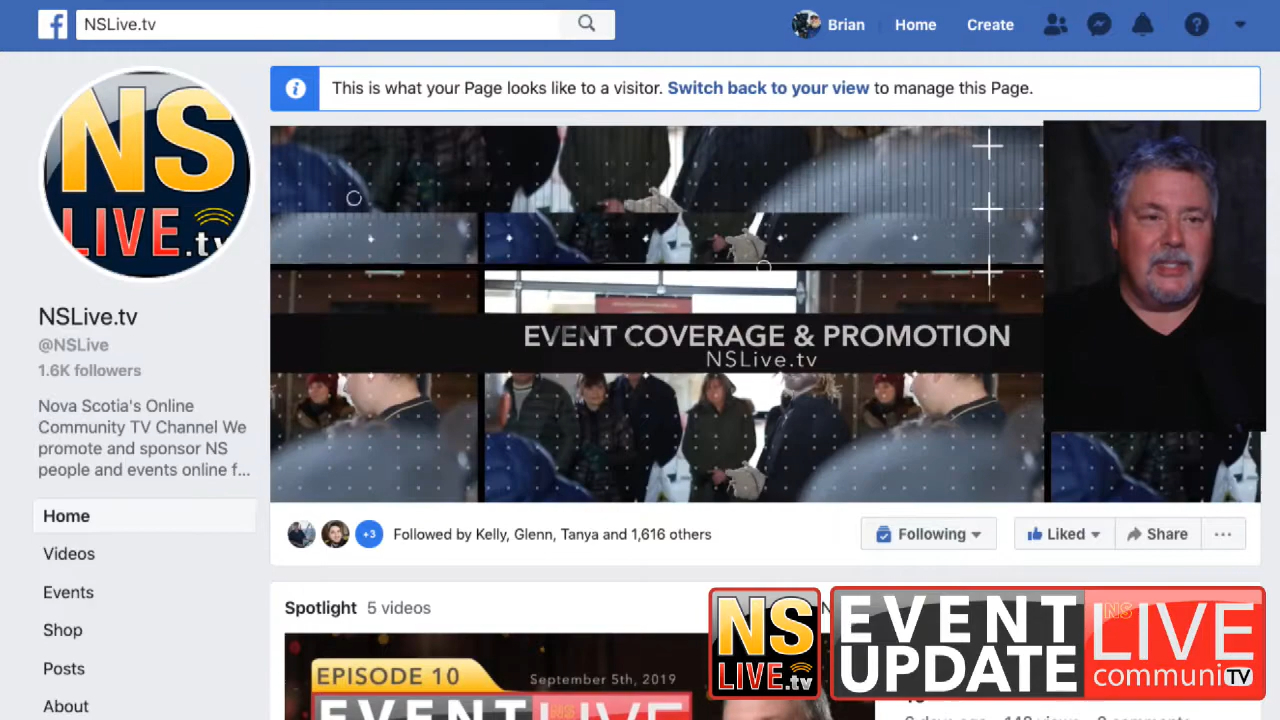 NSLive.tv
Brian
Home
Create
This is what your Page looks like to a visitor. Switch back to your view to manage this Page.
NS
LIVE.tv
EVENT COVERAGE & PROMOTION
NSLive.tv
NSLive.tv
@NSLive
1.6K followers
Nova Scotia's Online
Community TV Channel We
promote and sponsor NS
people and events online f...
Home
Videos
Events
Shop
Posts
About
+3
Followed by Kelly, Glenn, Tanya and 1,616 others
Following
Liked
Share
Spotlight 5 videos
EPISODE 10
September 5th, 2019
EVENT LIVE
NS
LIVE.tv
EVENT
UPDATE
NS
LIVE
communiTV